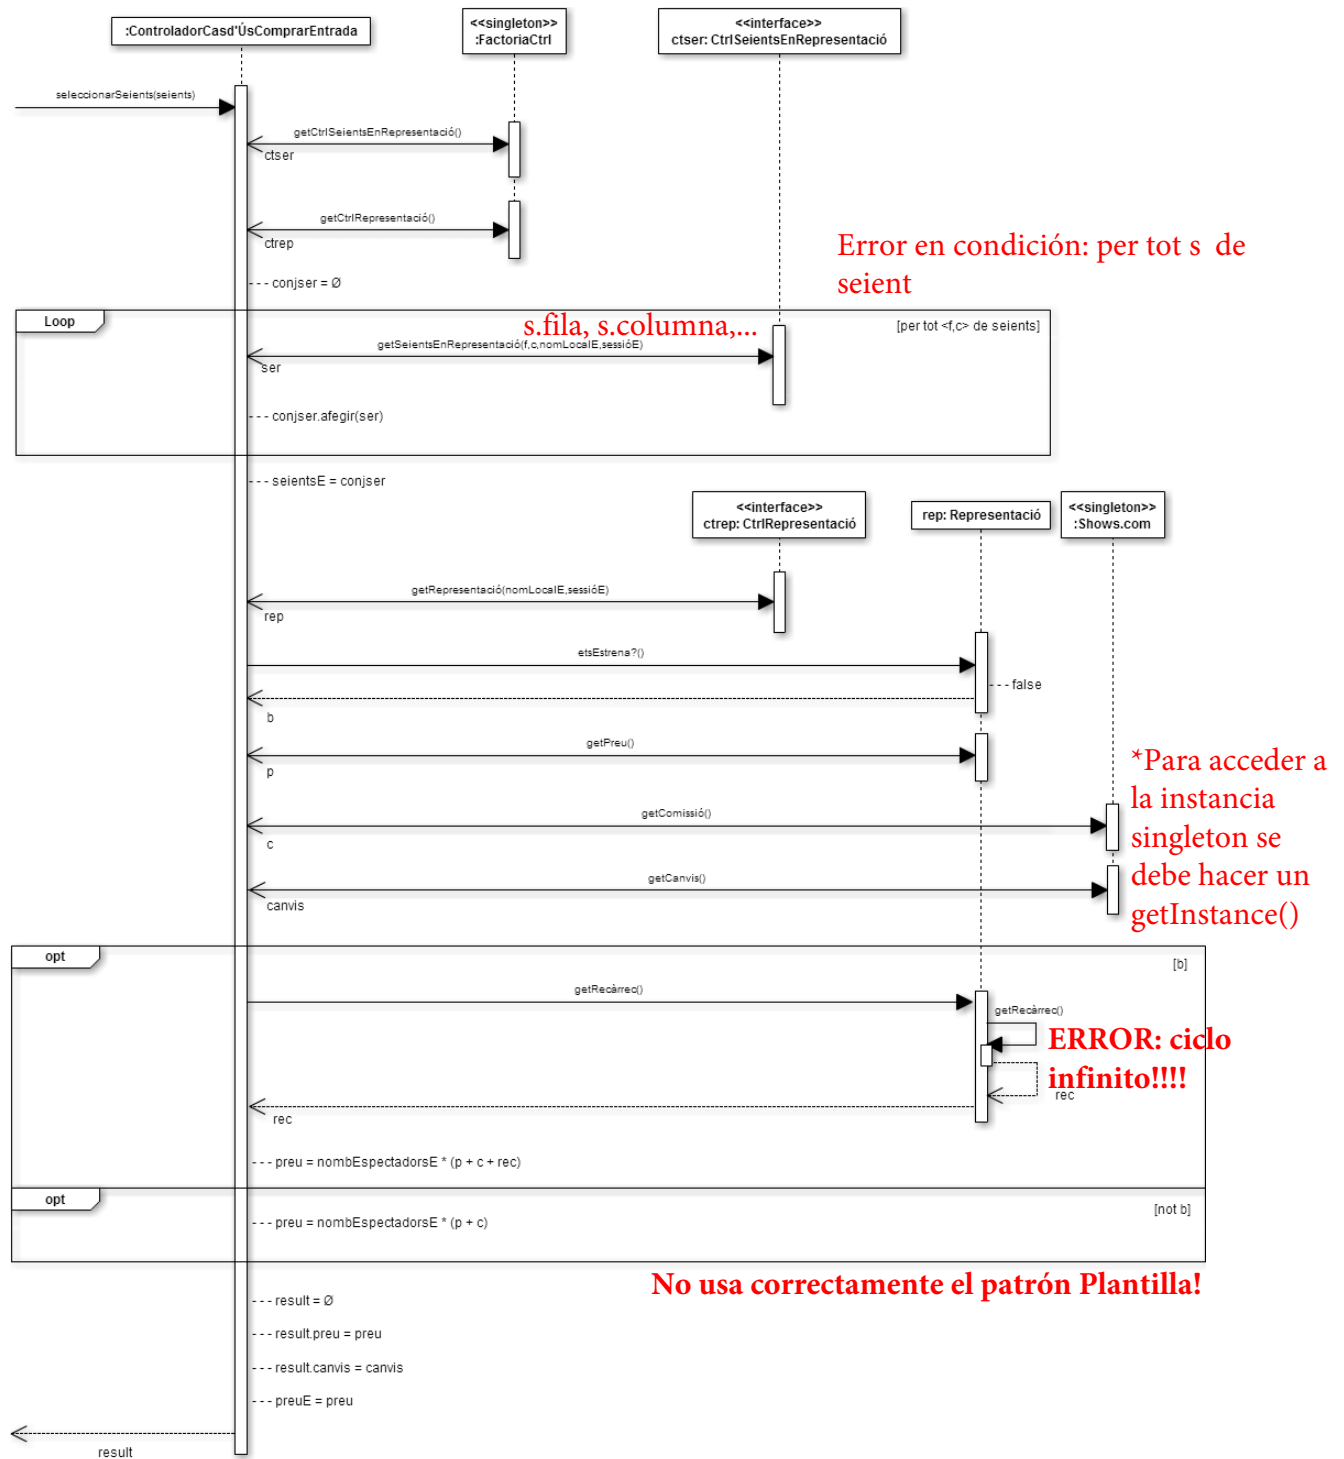 :ControladorCasd'ÚsComprarEntrada
<<singleton>>
:FactoriaCtrl
<<interface>>
ctser: CtrlSeientsEnRepresentació
seleccionarSeients(seients)
getCtrlSeientsEnRepresentació()
ctser
getCtrlRepresentació()
ctrep
Error en condición: per tot s de
seient
--- conjser = Ø
Loop
[per tot <f,c> de seients]
s.fila, s.columna,...
getSeientsEnRepresentació(f,c,nomLocalE,sessióE)
ser
--- conjser.afegir(ser)
--- seientsE = conjser
<<interface>>
ctrep: CtrlRepresentació
rep: Representació
<<singleton>>
:Shows.com
getRepresentació(nomLocalE,sessióE)
rep
etsEstrena?()
--- false
b
getPreu()
p
*Para acceder a
la instancia
singleton se
debe hacer un
getInstance()
getComissió()
c
getCanvis()
canvis
opt
[b]
getRecàrrec()
getRecàrrec()
ERROR: ciclo
infinito!!!!
rec
rec
--- preu = nombEspectadorsE * (p + c + rec)
opt
[not b]
--- preu = nombEspectadorsE * (p + c)
No usa correctamente el patrón Plantilla!
--- result = Ø
--- result.preu = preu
--- result.canvis = canvis
--- preuE = preu
result